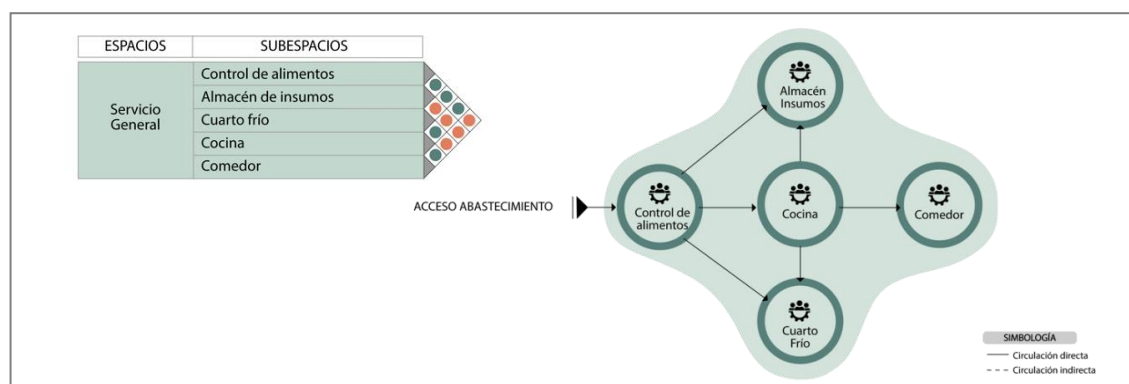 ESPACIOS SUBESPACIOS
Servicio
General
Control de alimentos
Almacén de insumos
Cuarto frío
Cocina
Comedor
ACCESO ABASTECIMIENTO
Control de
alimentos
Almacén
Insumos
Cocina
Comedor
Cuarto
Frío
SIMBOLOGÍA
Circulación directa
Circulación indirecta